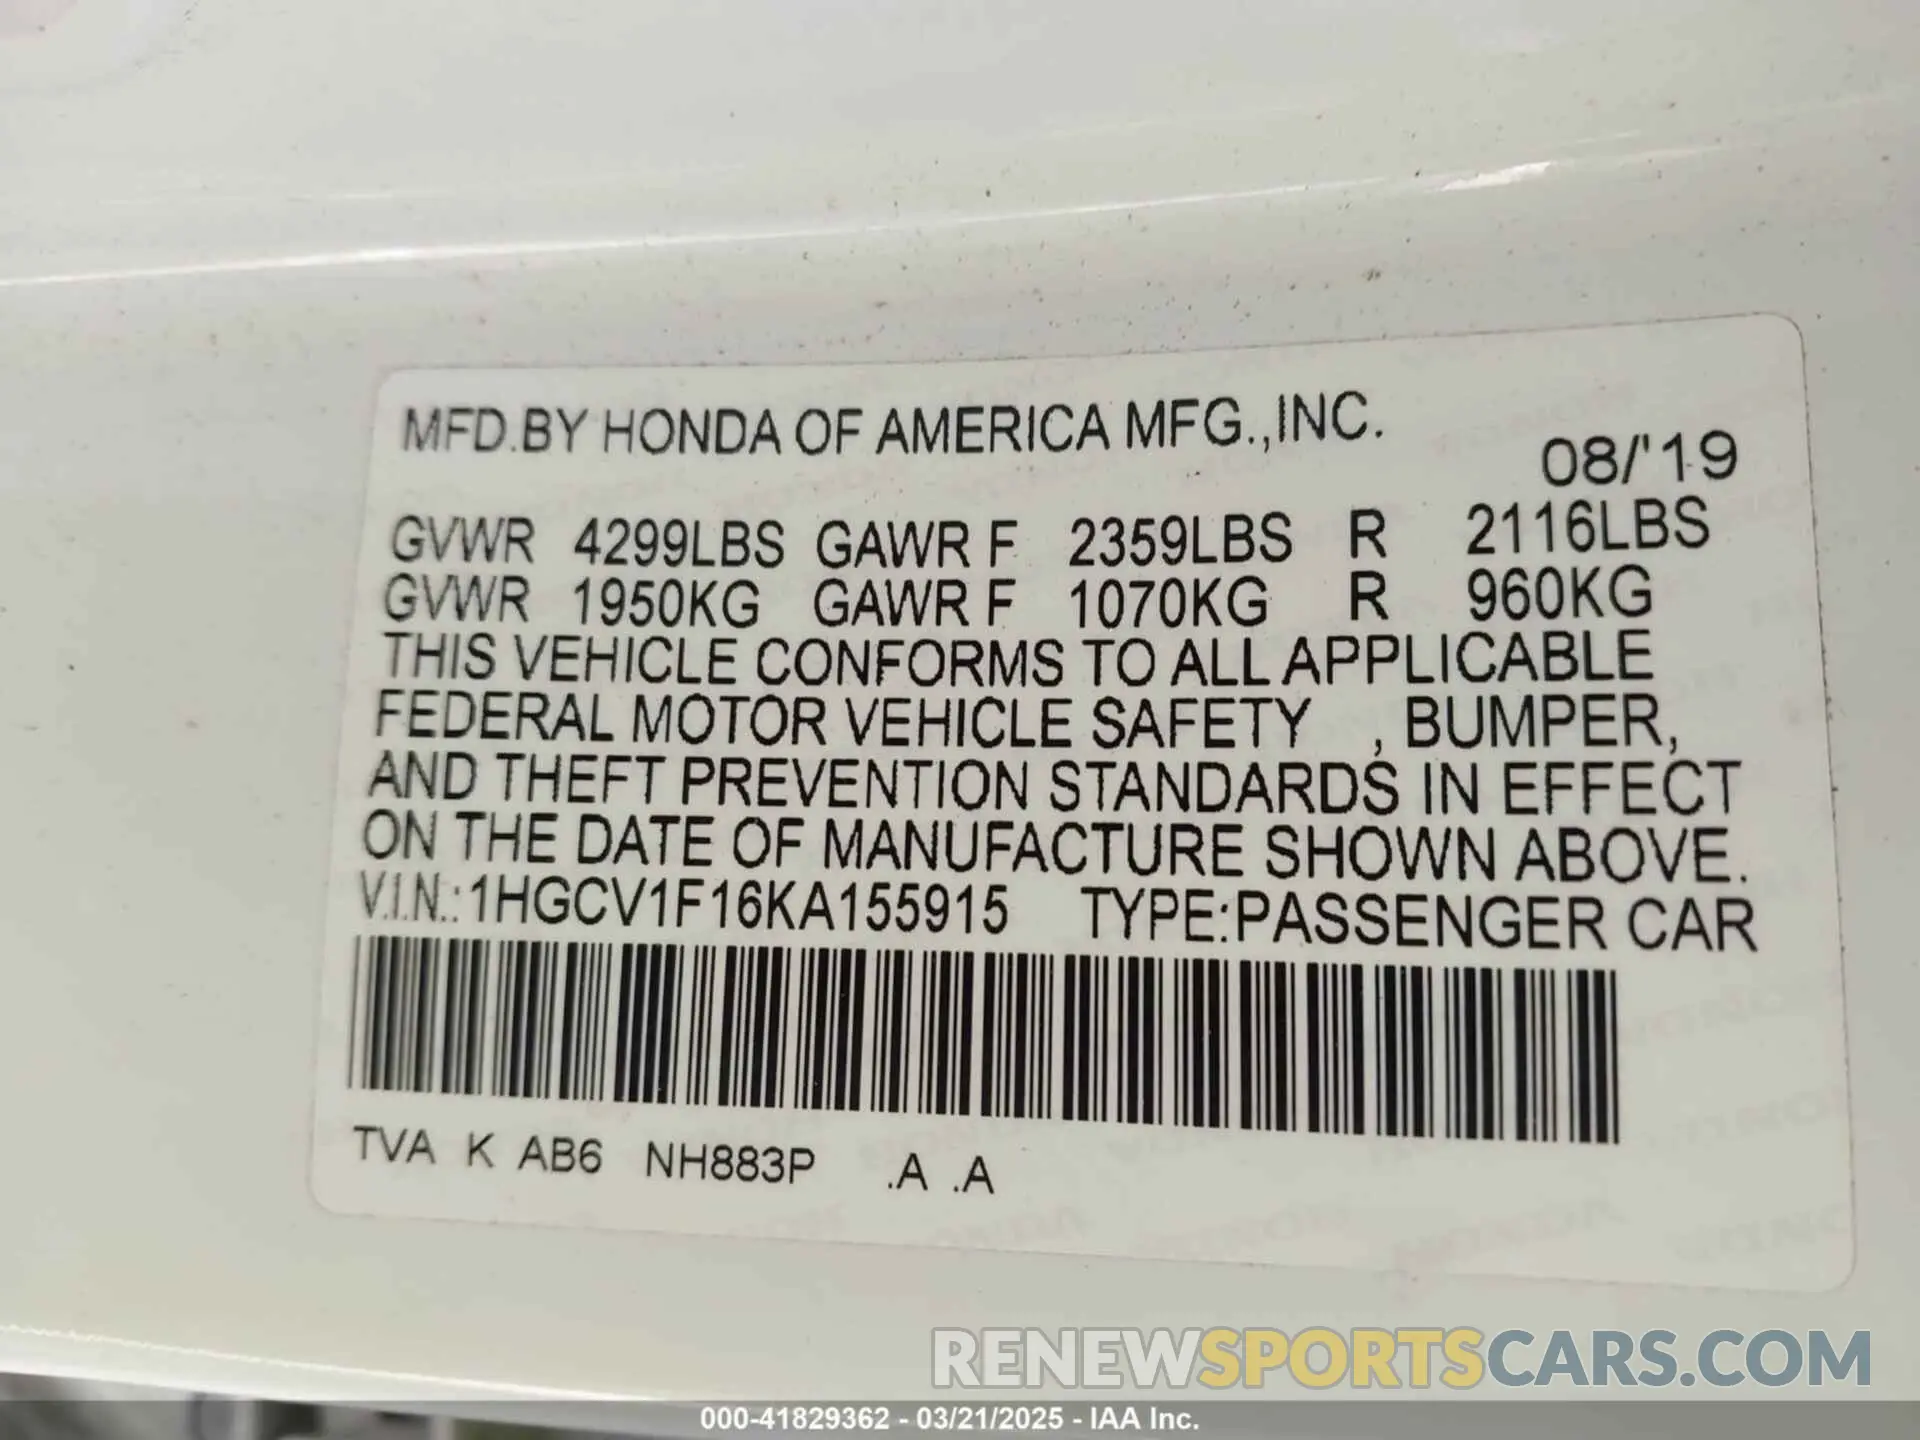 MFD.BY HONDA OF AMERICA MFG.,INC.
08/'19
GVWR 4299LBS GAWR F 2359LBS R 2116LBS
GVWR 1950KG GAWR F 1070KG R 960KG
THIS VEHICLE CONFORMS TO ALL APPLICABLE
FEDERAL MOTOR VEHICLE SAFETY , BUMPER,
AND THEFT PREVENTION STANDARDS IN EFFECT
ON THE DATE OF MANUFACTURE SHOWN ABOVE.
V.I.N.:1HGCV1F16KA155915 TYPE:PASSENGER CAR
TVA K AB6 NH883P .A .A
RENEWSPORTSCARS.COM
000-41829362 - 03/21/2025 - IAA Inc.